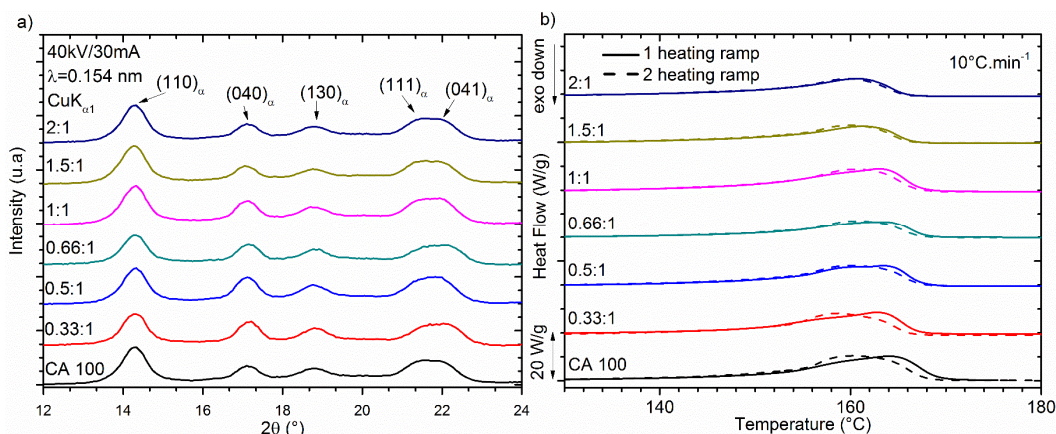 a)
40kV/30mA
λ=0.154 nm
CuKα1
(110)α
(040)α
(130)α
(111)α
(041)α
2:1
1.5:1
1:1
0.66:1
0.5:1
0.33:1
CA 100
Intensity (u.a)
12 14 16 18 20 22 24
2θ (°)
b)
exo down
1 heating ramp
2 heating ramp
10°C.min-1
2:1
1.5:1
1:1
0.66:1
0.5:1
0.33:1
20 W/g
CA 100
Heat Flow (W/g)
140 160 180
Temperature (°C)